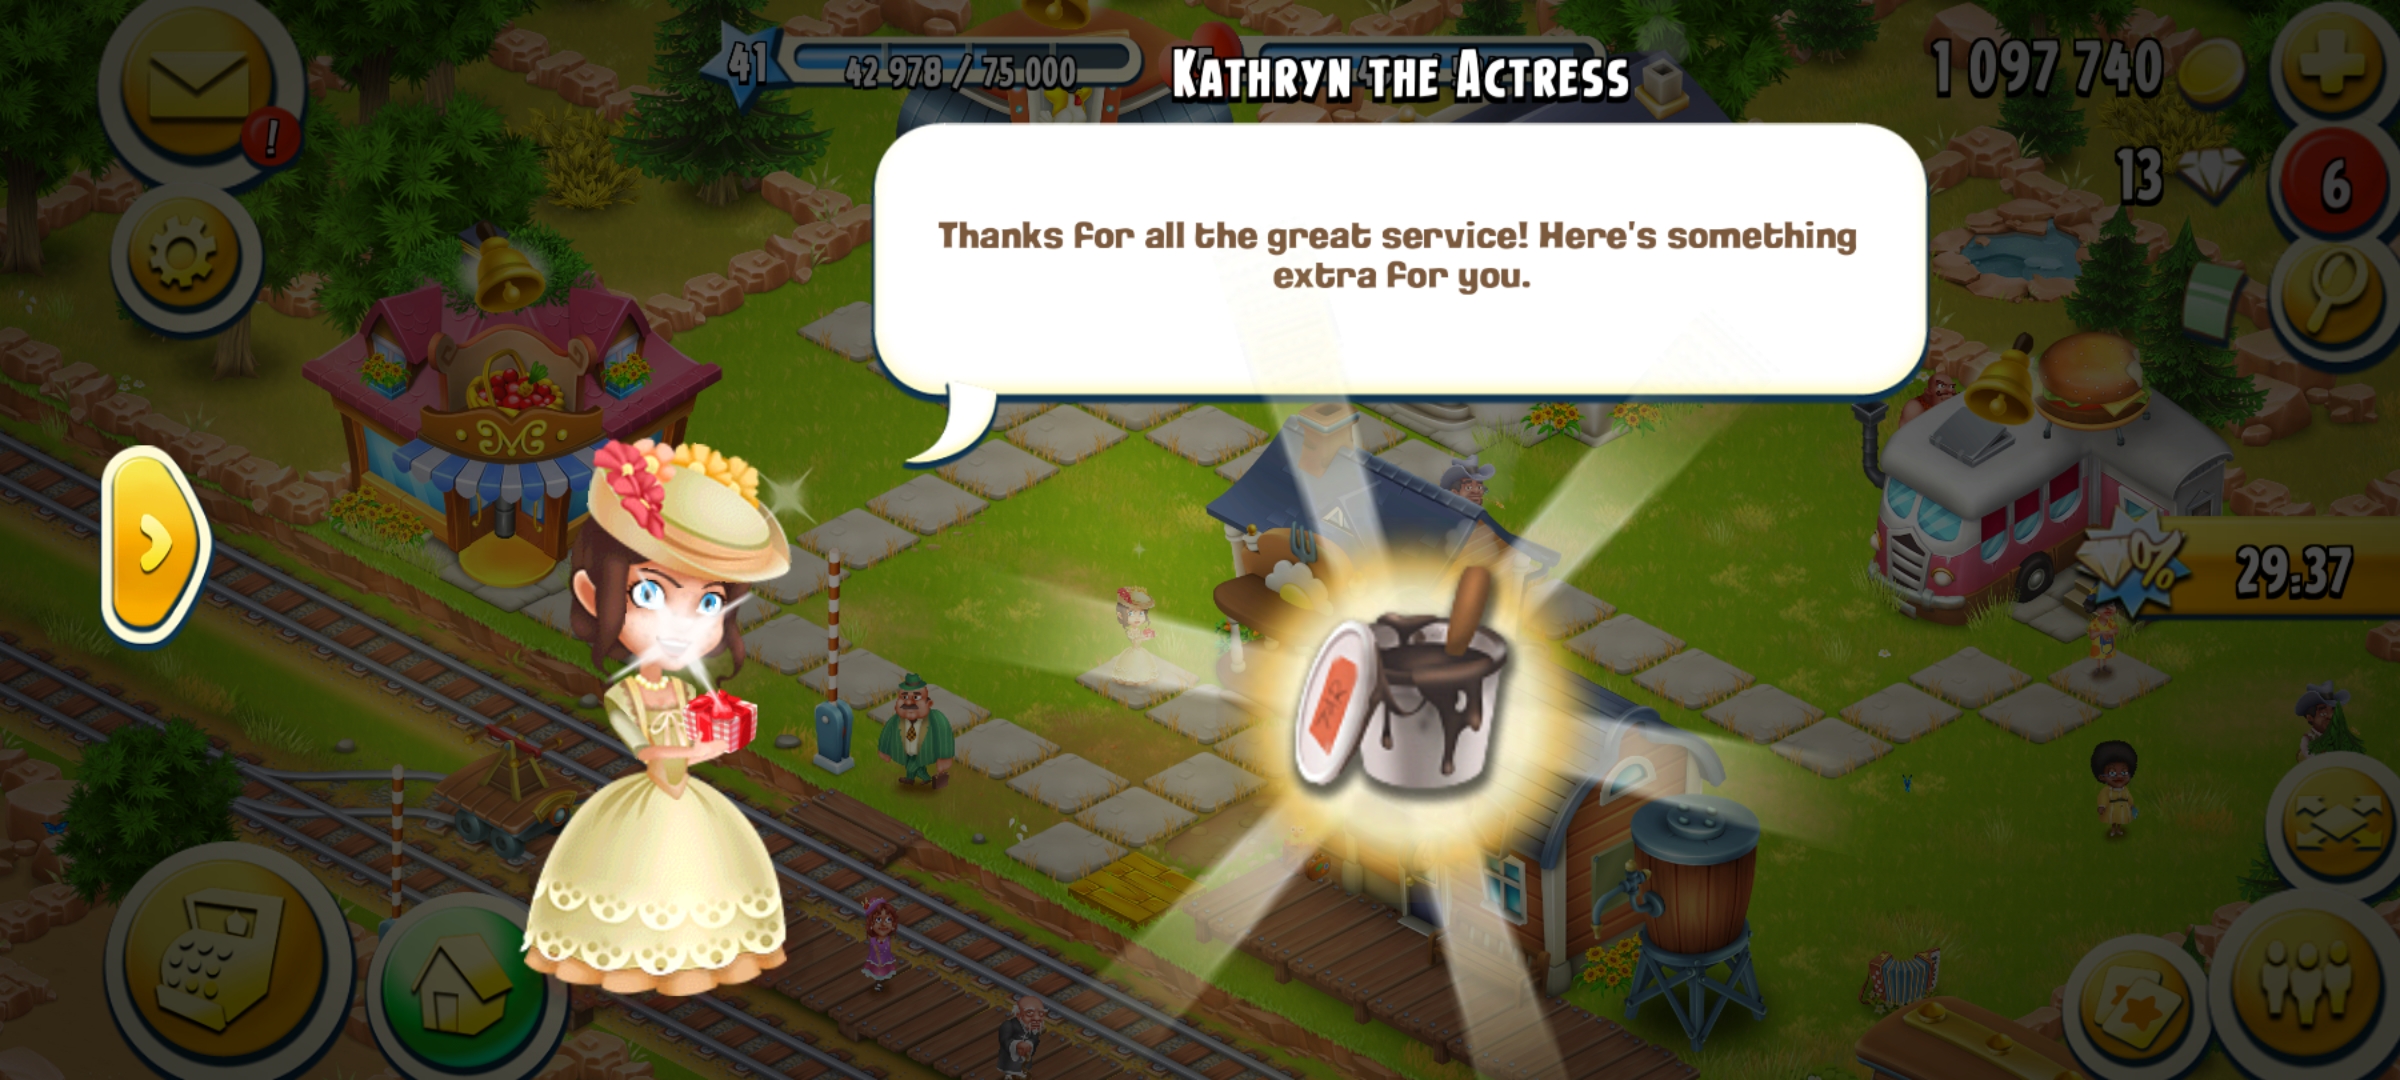 41
42 978 / 75 000
KATHRYN THE ACTRESS
1 097 740
!
13
6
Thanks for all the great service! Here's something
extra for you.
%
29:37
TAR